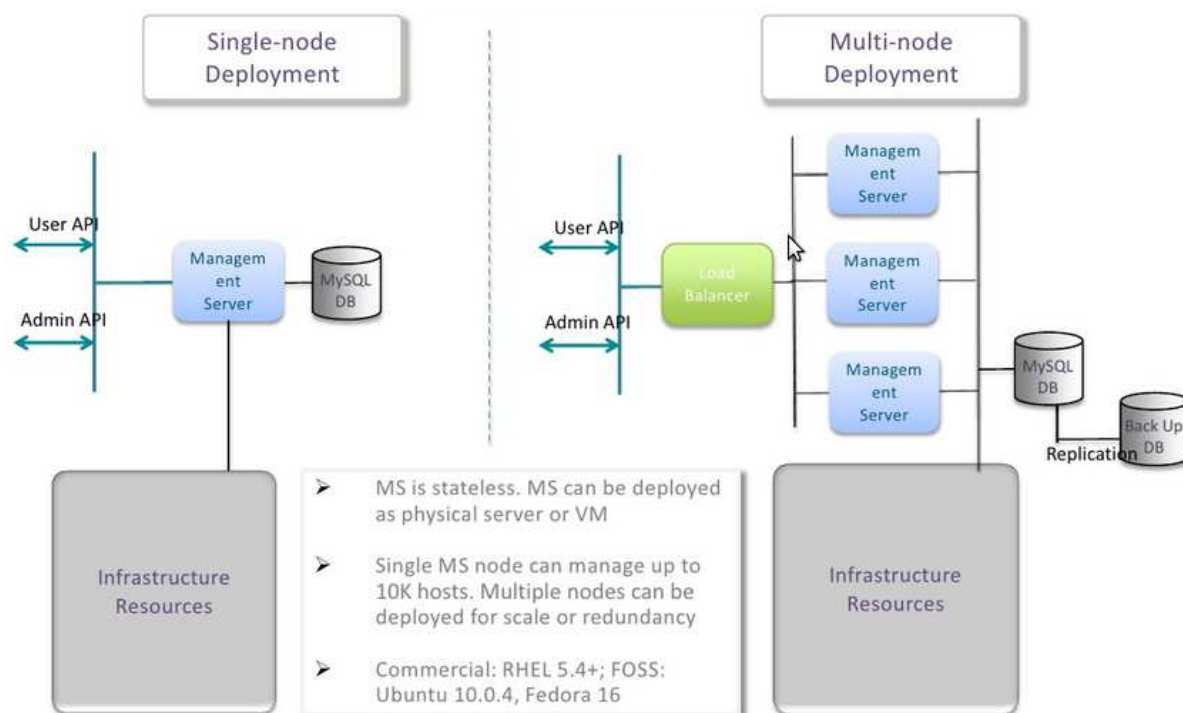 Single-node
Deployment
Multi-node
Deployment
User API
Admin API
Managem
ent
Server
MySQL
DB
User API
Admin API
Load
Balancer
Managem
ent
Server
Managem
ent
Server
Managem
ent
Server
MySQL
DB
Back Up
DB
Replication
Infrastructure
Resources
➢ MS is stateless. MS can be deployed
as physical server or VM
➢ Single MS node can manage up to
10K hosts. Multiple nodes can be
deployed for scale or redundancy
➢ Commercial: RHEL 5.4+; FOSS:
Ubuntu 10.0.4, Fedora 16
Infrastructure
Resources